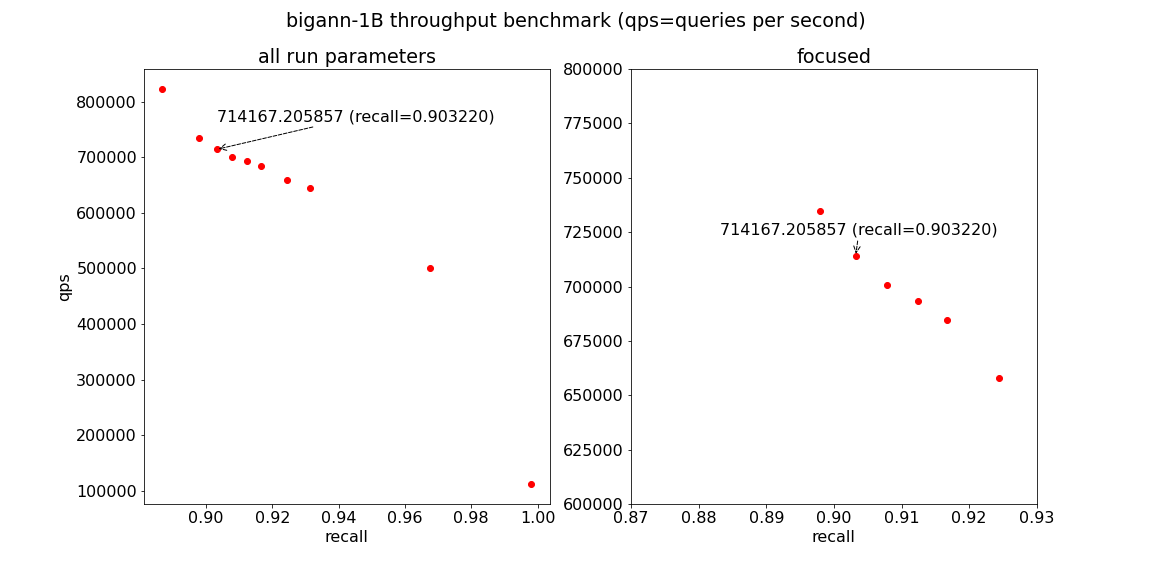 bigann-1B throughput benchmark (qps=queries per second)
all run parameters
800000
700000
600000
500000
400000
300000
200000
100000
qps
714167.205857 (recall=0.903220)
0.90 0.92 0.94 0.96 0.98 1.00
recall
focused
800000
775000
750000
725000
700000
675000
650000
625000
600000
714167.205857 (recall=0.903220)
0.87 0.88 0.89 0.90 0.91 0.92 0.93
recall